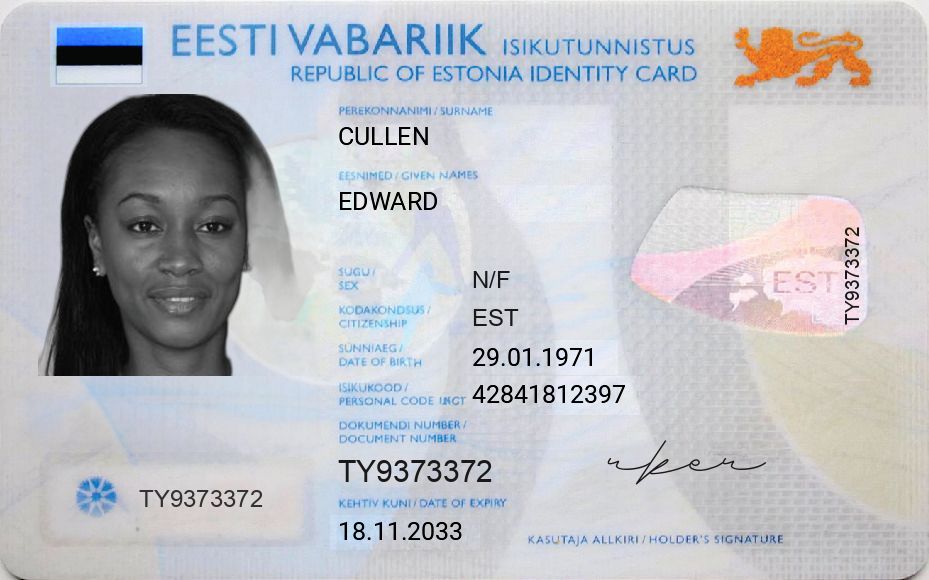 EESTI VABARIIK ISIKUTUNNISTUS
REPUBLIC OF ESTONIA IDENTITY CARD
PEREKONNANIMI / SURNAME
CULLEN
EESNIMED / GIVEN NAMES
EDWARD
SUGU /
SEX
N/F
KODAKONDSUS /
CITIZENSHIP
EST
SÜNNIAEG /
DATE OF BIRTH
29.01.1971
ISIKUKOOD /
PERSONAL CODE
42841812397
DOKUMENDI NUMBER /
DOCUMENT NUMBER
TY9373372
KEHTIV KUNI / DATE OF EXPIRY
18.11.2033
TY9373372
EST
TY9373372
KASUTAJA ALLKIRI / HOLDER'S SIGNATURE